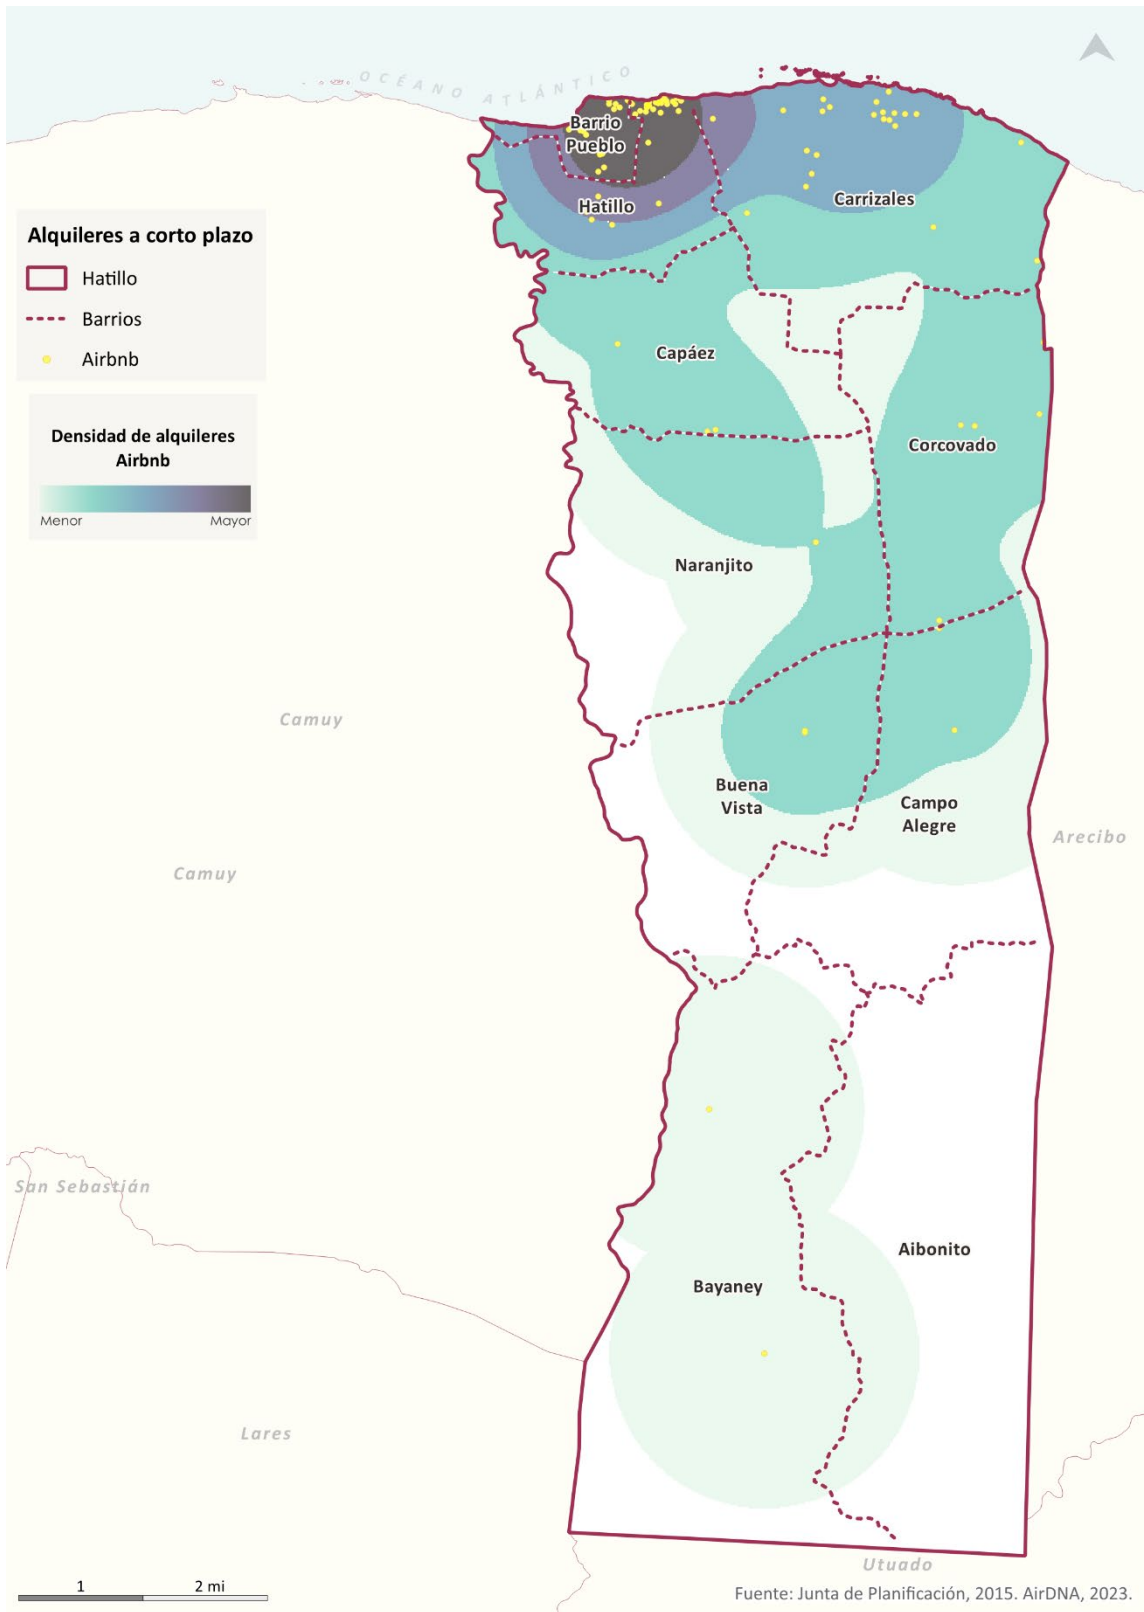 OCÉANO ATLÁNTICO
Barrio
Pueblo
Hatillo
Carrizales
Alquileres a corto plazo
Hatillo
Barrios
Airbnb
Capáez
Densidad de alquileres
Airbnb
Menor
Mayor
Corcovado
Naranjito
Camuy
Buena
Vista
Campo
Alegre
Arecibo
Camuy
San Sebastián
Aibonito
Bayaney
Lares
Utuado
1
2 mi
Fuente: Junta de Planificación, 2015. AirDNA, 2023.